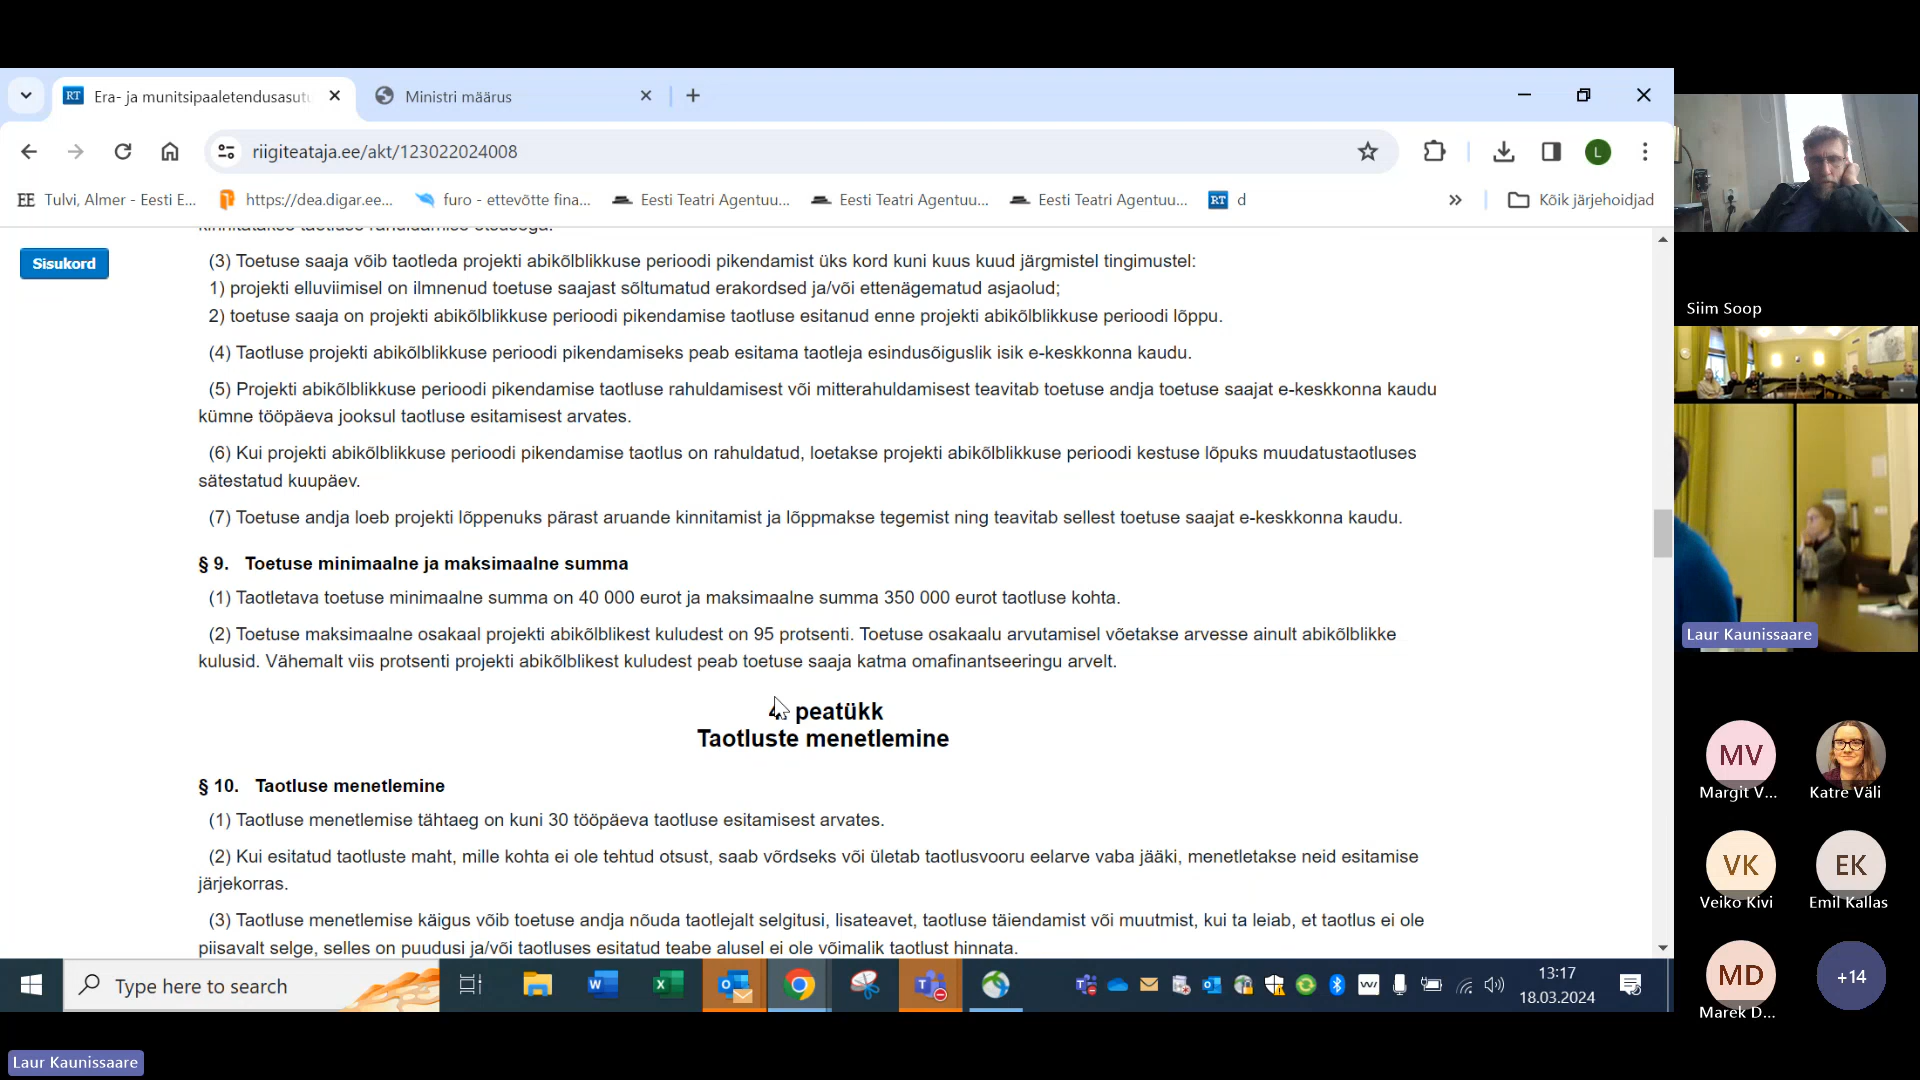 RT Era- ja munitsipaaletendusasutu
Ministri määrus
riigiteataja.ee/akt/123022024008
L
EE Tulvi, Almer - Eesti E...
https://dea.digar.ee...
furo - ettevõtte fina...
Eesti Teatri Agentuu...
Eesti Teatri Agentuu...
Eesti Teatri Agentuu...
RT d
»
Kõik järjehoidjad
Sisukord
(3) Toetuse saaja võib taotleda projekti abikõlblikkuse perioodi pikendamist üks kord kuni kuus kuud järgmistel tingimustel:
1) projekti elluviimisel on ilmnenud toetuse saajast sõltumatud erakordsed ja/või ettenägematud asjaolud;
2) toetuse saaja on projekti abikõlblikkuse perioodi pikendamise taotluse esitanud enne projekti abikõlblikkuse perioodi lõppu.
(4) Taotluse projekti abikõlblikkuse perioodi pikendamiseks peab esitama taotleja esindusõiguslik isik e-keskkonna kaudu.
(5) Projekti abikõlblikkuse perioodi pikendamise taotluse rahuldamisest või mitterahuldamisest teavitab toetuse andja toetuse saajat e-keskkonna kaudu
kümne tööpäeva jooksul taotluse esitamisest arvates.
(6) Kui projekti abikõlblikkuse perioodi pikendamise taotlus on rahuldatud, loetakse projekti abikõlblikkuse perioodi kestuse lõpuks muudatustaotluses
sätestatud kuupäev.
(7) Toetuse andja loeb projekti lõppenuks pärast aruande kinnitamist ja lõppmakse tegemist ning teavitab sellest toetuse saajat e-keskkonna kaudu.
§ 9. Toetuse minimaalne ja maksimaalne summa
(1) Taotletava toetuse minimaalne summa on 40 000 eurot ja maksimaalne summa 350 000 eurot taotluse kohta.
(2) Toetuse maksimaalne osakaal projekti abikõlblikest kuludest on 95 protsenti. Toetuse osakaalu arvutamisel võetakse arvesse ainult abikõlblikke
kulusid. Vähemalt viis protsenti projekti abikõlblikest kuludest peab toetuse saaja katma omafinantseeringu arvelt.
4. peatükk
Taotluste menetlemine
§ 10. Taotluse menetlemine
(1) Taotluse menetlemise tähtaeg on kuni 30 tööpäeva taotluse esitamisest arvates.
(2) Kui esitatud taotluste maht, mille kohta ei ole tehtud otsust, saab võrdseks või ületab taotlusvooru eelarve vaba jääki, menetletakse neid esitamise
järjekorras.
(3) Taotluse menetlemise käigus võib toetuse andja nõuda taotlejalt selgitusi, lisateavet, taotluse täiendamist või muutmist, kui ta leiab, et taotlus ei ole
piisavalt selge, selles on puudusi ja/või taotluses esitatud teabe alusel ei ole võimalik taotlust hinnata.
Type here to search
13:17
18.03.2024
Siim Soop
Laur Kaunissaare
MV
Margit V...
Katre Väli
VK
Veiko Kivi
EK
Emil Kallas
MD
Marek D...
+14
Laur Kaunissaare